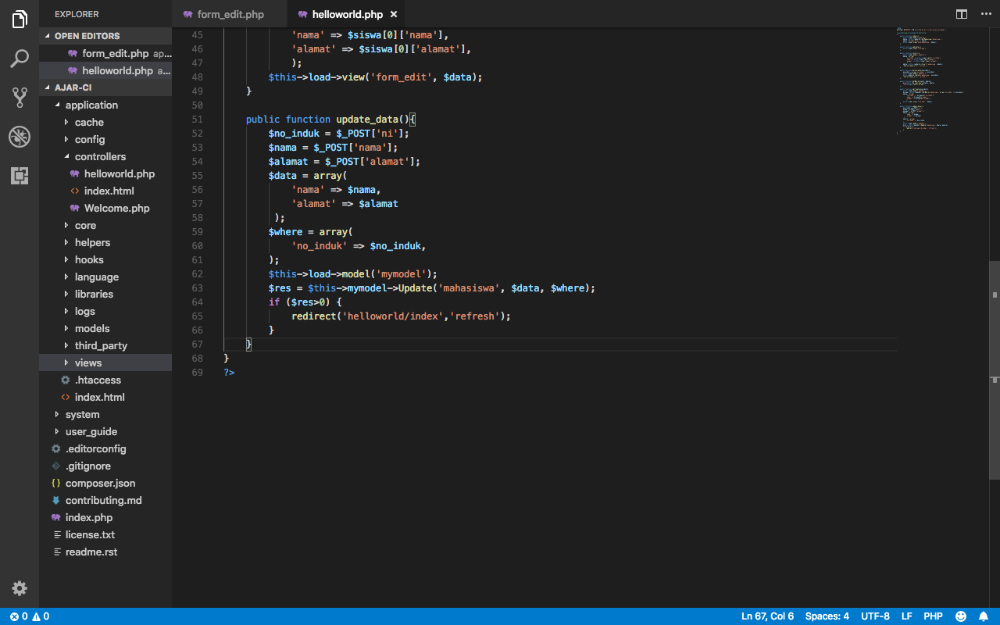 EXPLORER
OPEN EDITORS
form_edit.php ap...
helloworld.php a...
AJAR-CI
application
cache
config
controllers
helloworld.php
index.html
Welcome.php
core
helpers
hooks
language
libraries
logs
models
third_party
views
.htaccess
index.html
system
user_guide
.editorconfig
.gitignore
composer.json
contributing.md
index.php
license.txt
readme.rst
form_edit.php helloworld.php
45 'nama' => $siswa[0]['nama'],
46 'alamat' => $siswa[0]['alamat'],
47 );
48 $this->load->view('form_edit', $data);
49 }
50
51 public function update_data(){
52 $no_induk = $_POST['ni'];
53 $nama = $_POST['nama'];
54 $alamat = $_POST['alamat'];
55 $data = array(
56 'nama' => $nama,
57 'alamat' => $alamat
58 );
59 $where = array(
60 'no_induk' => $no_induk,
61 );
62 $this->load->model('mymodel');
63 $res = $this->mymodel->Update('mahasiswa', $data, $where);
64 if ($res>0) {
65 redirect('helloworld/index','refresh');
66 }
67 }
68 }
69 ?>
0 0 Ln 67, Col 6 Spaces: 4 UTF-8 LF PHP